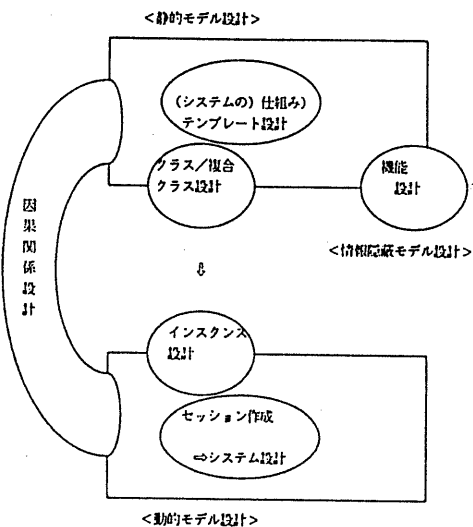 ＜静的モデル設計＞
（システムの）仕組み）
テンプレート設計
クラス／複合
クラス設計
機能
設計
因果関係設計
＜情報隠蔽モデル設計＞
⇩
インスタンス
設計
セッション作成
⇨システム設計
＜動的モデル設計＞